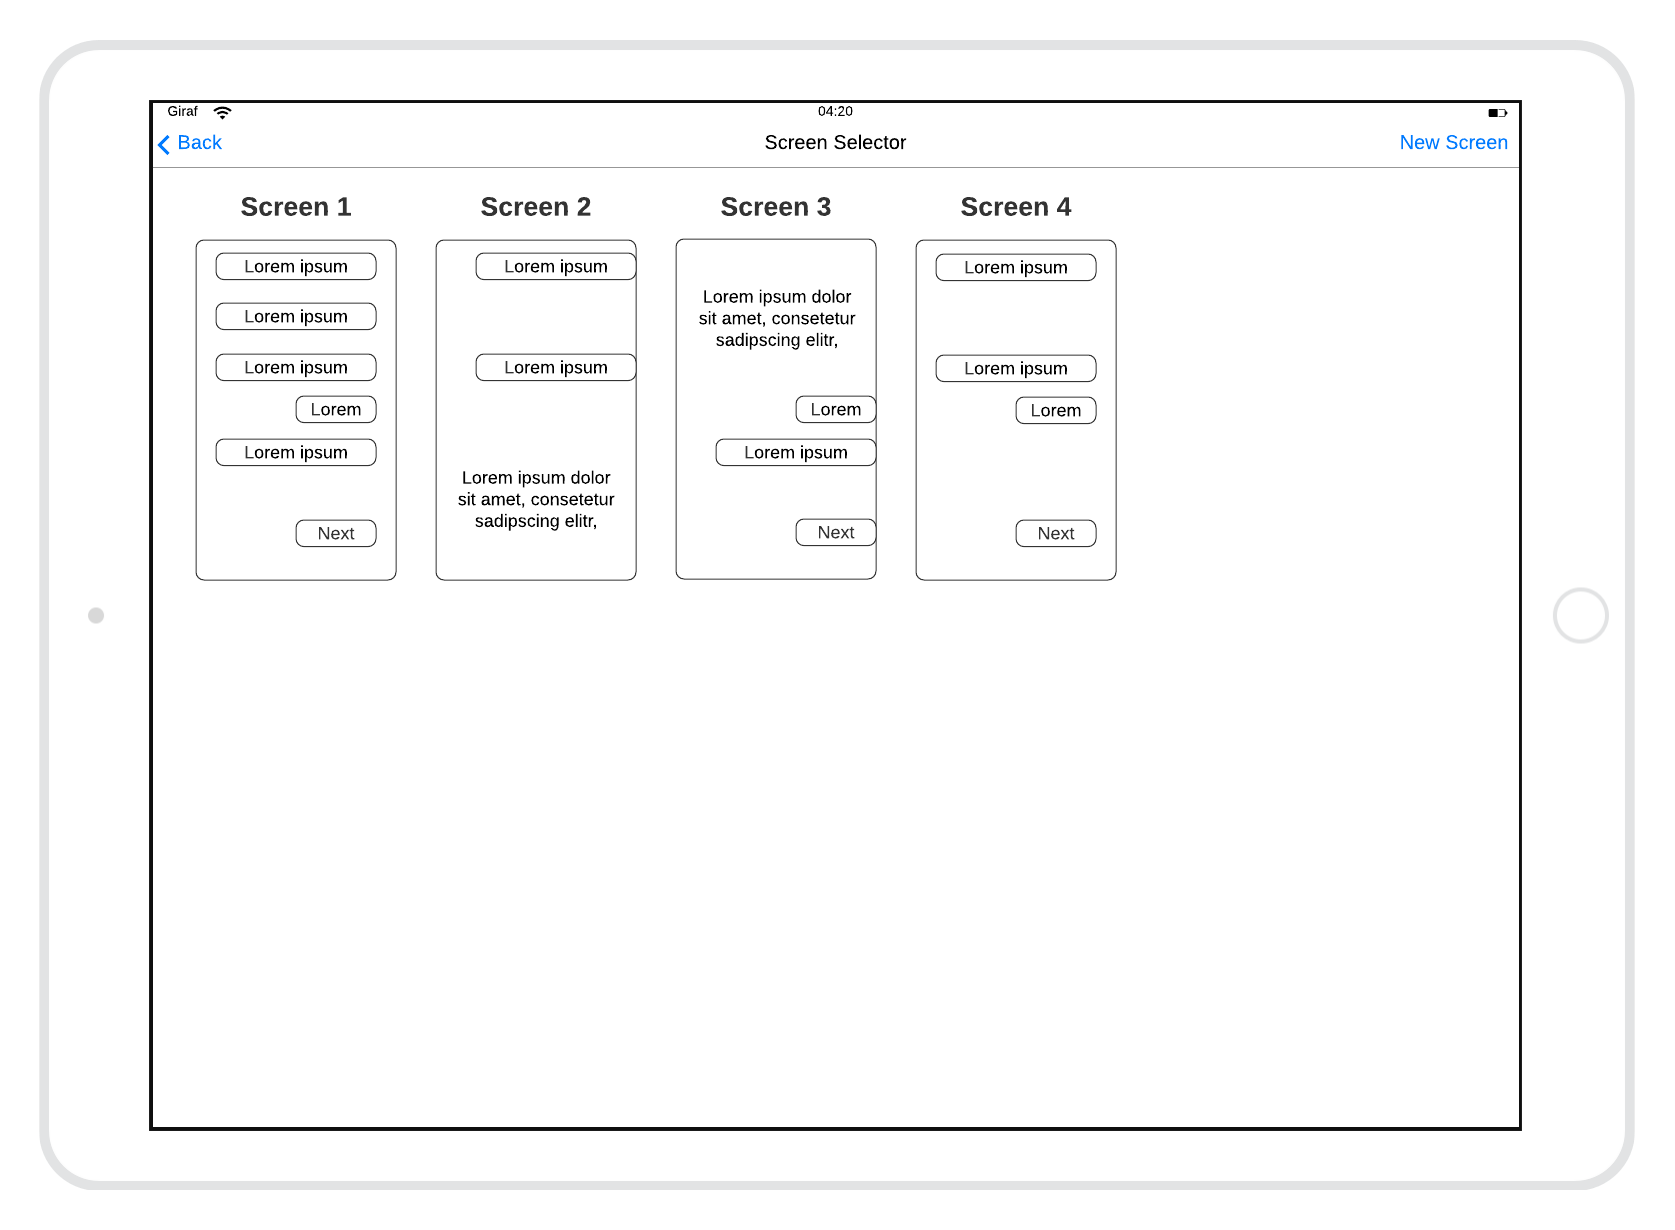 Giraf
04:20
Back
Screen Selector
New Screen
Screen 1
Lorem ipsum
Lorem ipsum
Lorem ipsum
Lorem
Lorem ipsum
Next
Screen 2
Lorem ipsum
Lorem ipsum
Lorem ipsum dolor
sit amet, consetetur
sadipscing elitr,
Screen 3
Lorem ipsum dolor
sit amet, consetetur
sadipscing elitr,
Lorem
Lorem ipsum
Next
Screen 4
Lorem ipsum
Lorem ipsum
Lorem
Next